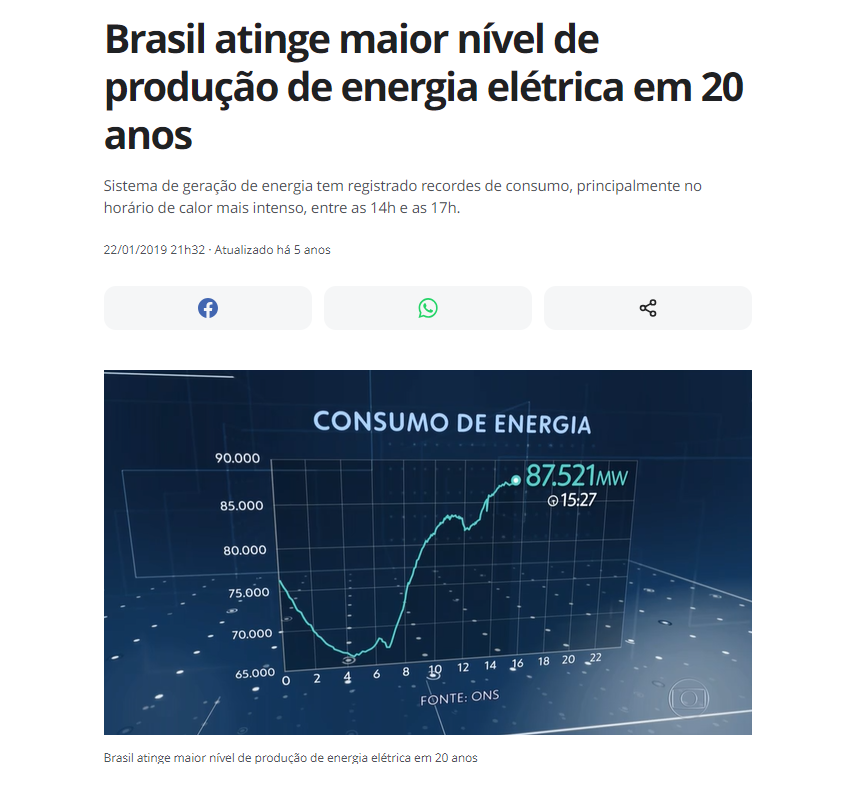 Brasil atinge maior nível de
produção de energia elétrica em 20
anos
Sistema de geração de energia tem registrado recordes de consumo, principalmente no
horário de calor mais intenso, entre as 14h e as 17h.
22/01/2019 21h32 · Atualizado há 5 anos
CONSUMO DE ENERGIA
90.000
87.521MW
15:27
85.000
80.000
75.000
70.000
65.000
0 2 4 6 8 10 12 14 16 18 20 22
FONTE: ONS
Brasil atinge maior nível de produção de energia elétrica em 20 anos